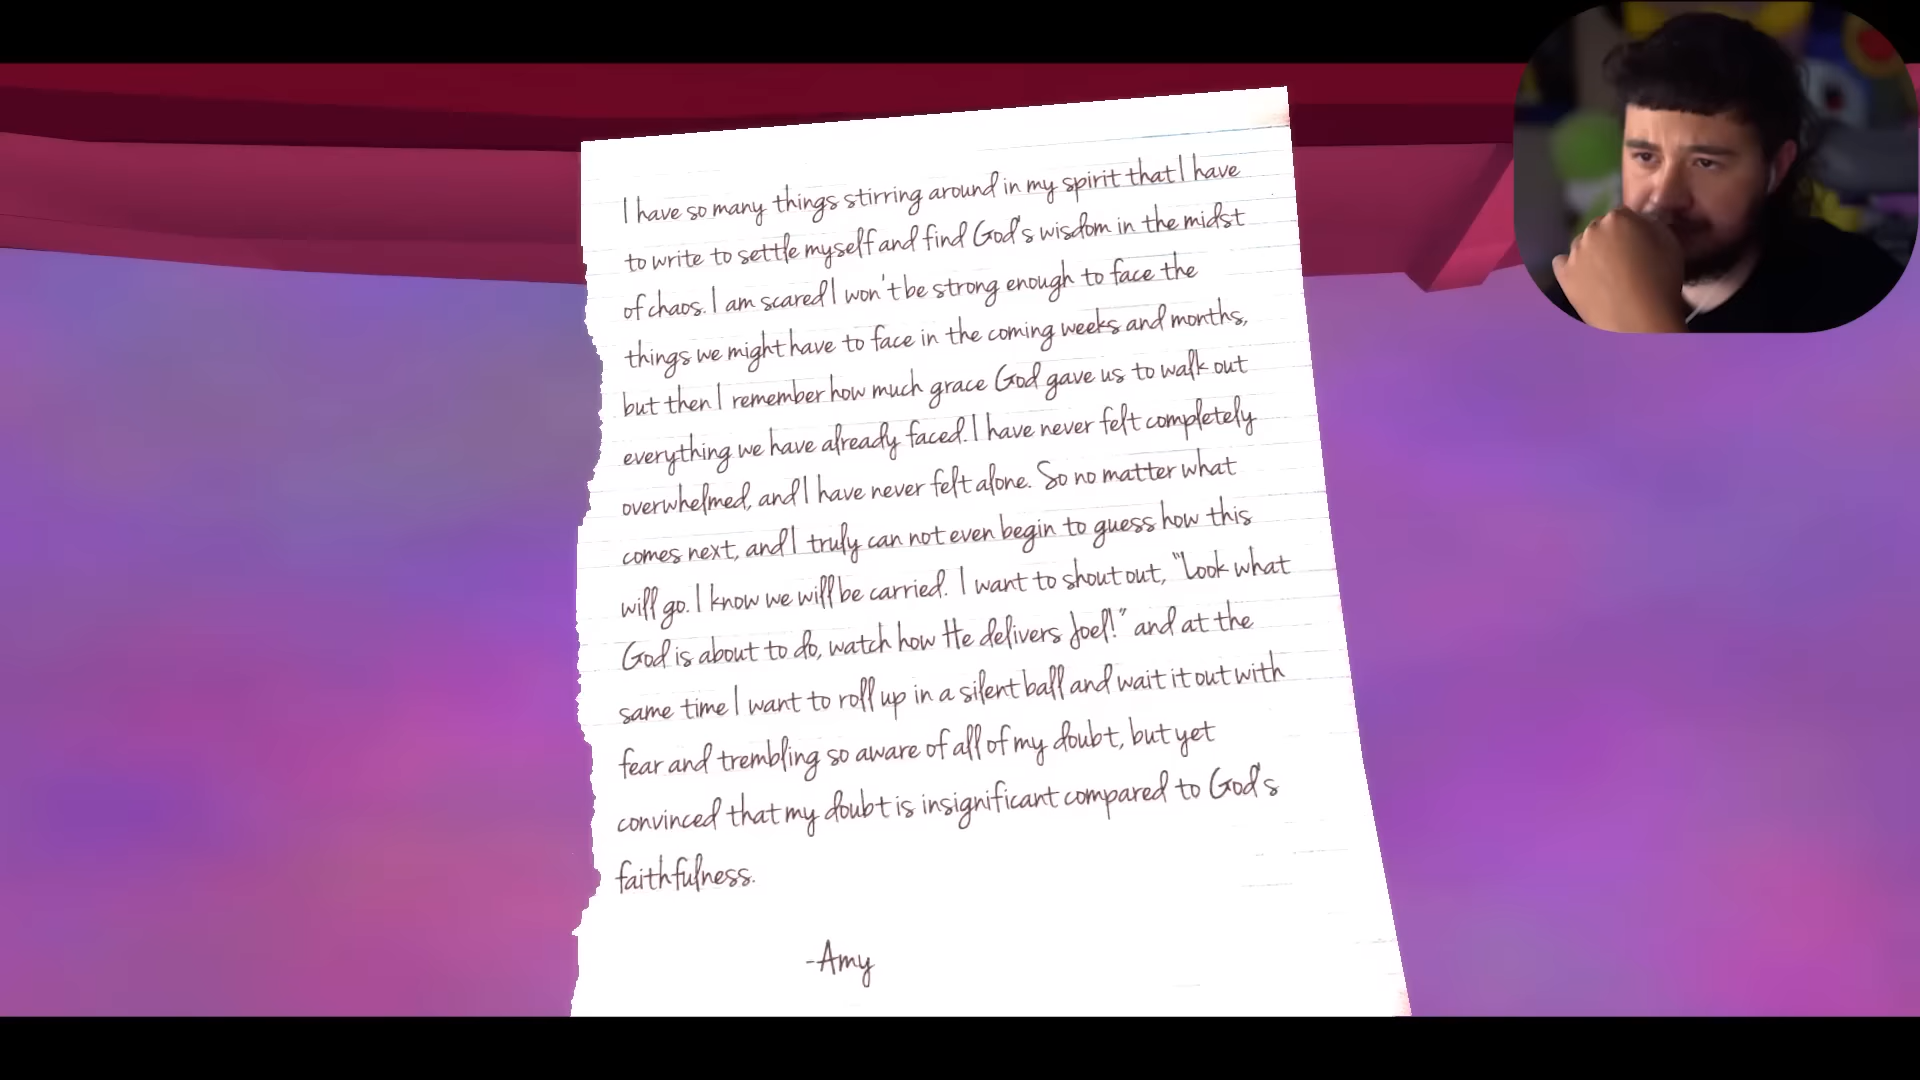 I have so many things stirring around in my spirit that I have
to write to settle myself and find God's wisdom in the midst
of chaos. I am scared I won't be strong enough to face the
things we might have to face in the coming weeks and months,
but then I remember how much grace God gave us to walk out
everything we have already faced. I have never felt completely
overwhelmed, and I have never felt alone. So no matter what
comes next, and I truly can not even begin to guess how this
will go. I know we will be carried. I want to shout out, "Look what
God is about to do, watch how He delivers Joel!" and at the
same time I want to roll up in a silent ball and wait it out with
fear and trembling so aware of all of my doubt, but yet
convinced that my doubt is insignificant compared to God's
faithfulness.
-Amy